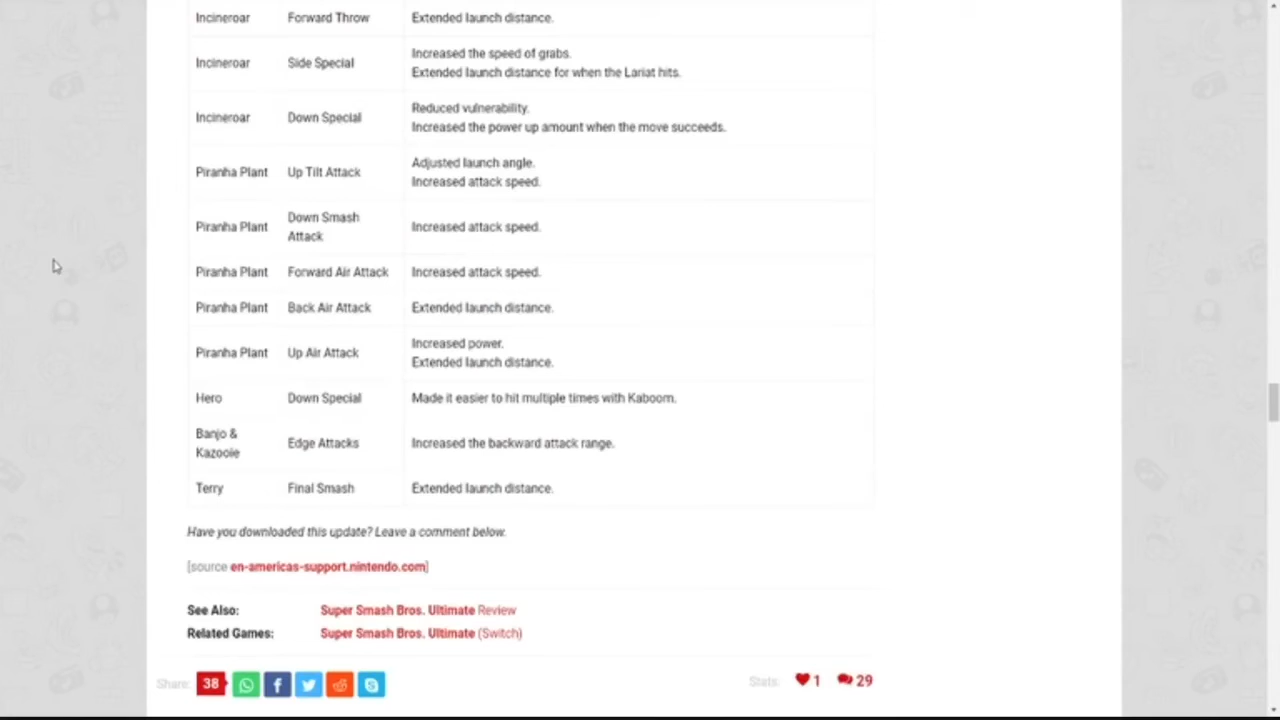 Incineroar Forward Throw Extended launch distance.
Incineroar Side Special Increased the speed of grabs.
Extended launch distance for when the Lariat hits.
Incineroar Down Special Reduced vulnerability.
Increased the power up amount when the move succeeds.
Piranha Plant Up Tilt Attack Adjusted launch angle.
Increased attack speed.
Piranha Plant Down Smash
Attack Increased attack speed.
Piranha Plant Forward Air Attack Increased attack speed.
Piranha Plant Back Air Attack Extended launch distance.
Piranha Plant Up Air Attack Increased power.
Extended launch distance.
Hero Down Special Made it easier to hit multiple times with Kaboom.
Banjo &
Kazooie Edge Attacks Increased the backward attack range.
Terry Final Smash Extended launch distance.
Have you downloaded this update? Leave a comment below.
[source en-americas-support.nintendo.com]
See Also: Super Smash Bros. Ultimate Review
Related Games: Super Smash Bros. Ultimate (Switch)
Share: 38 Stats: 1 29